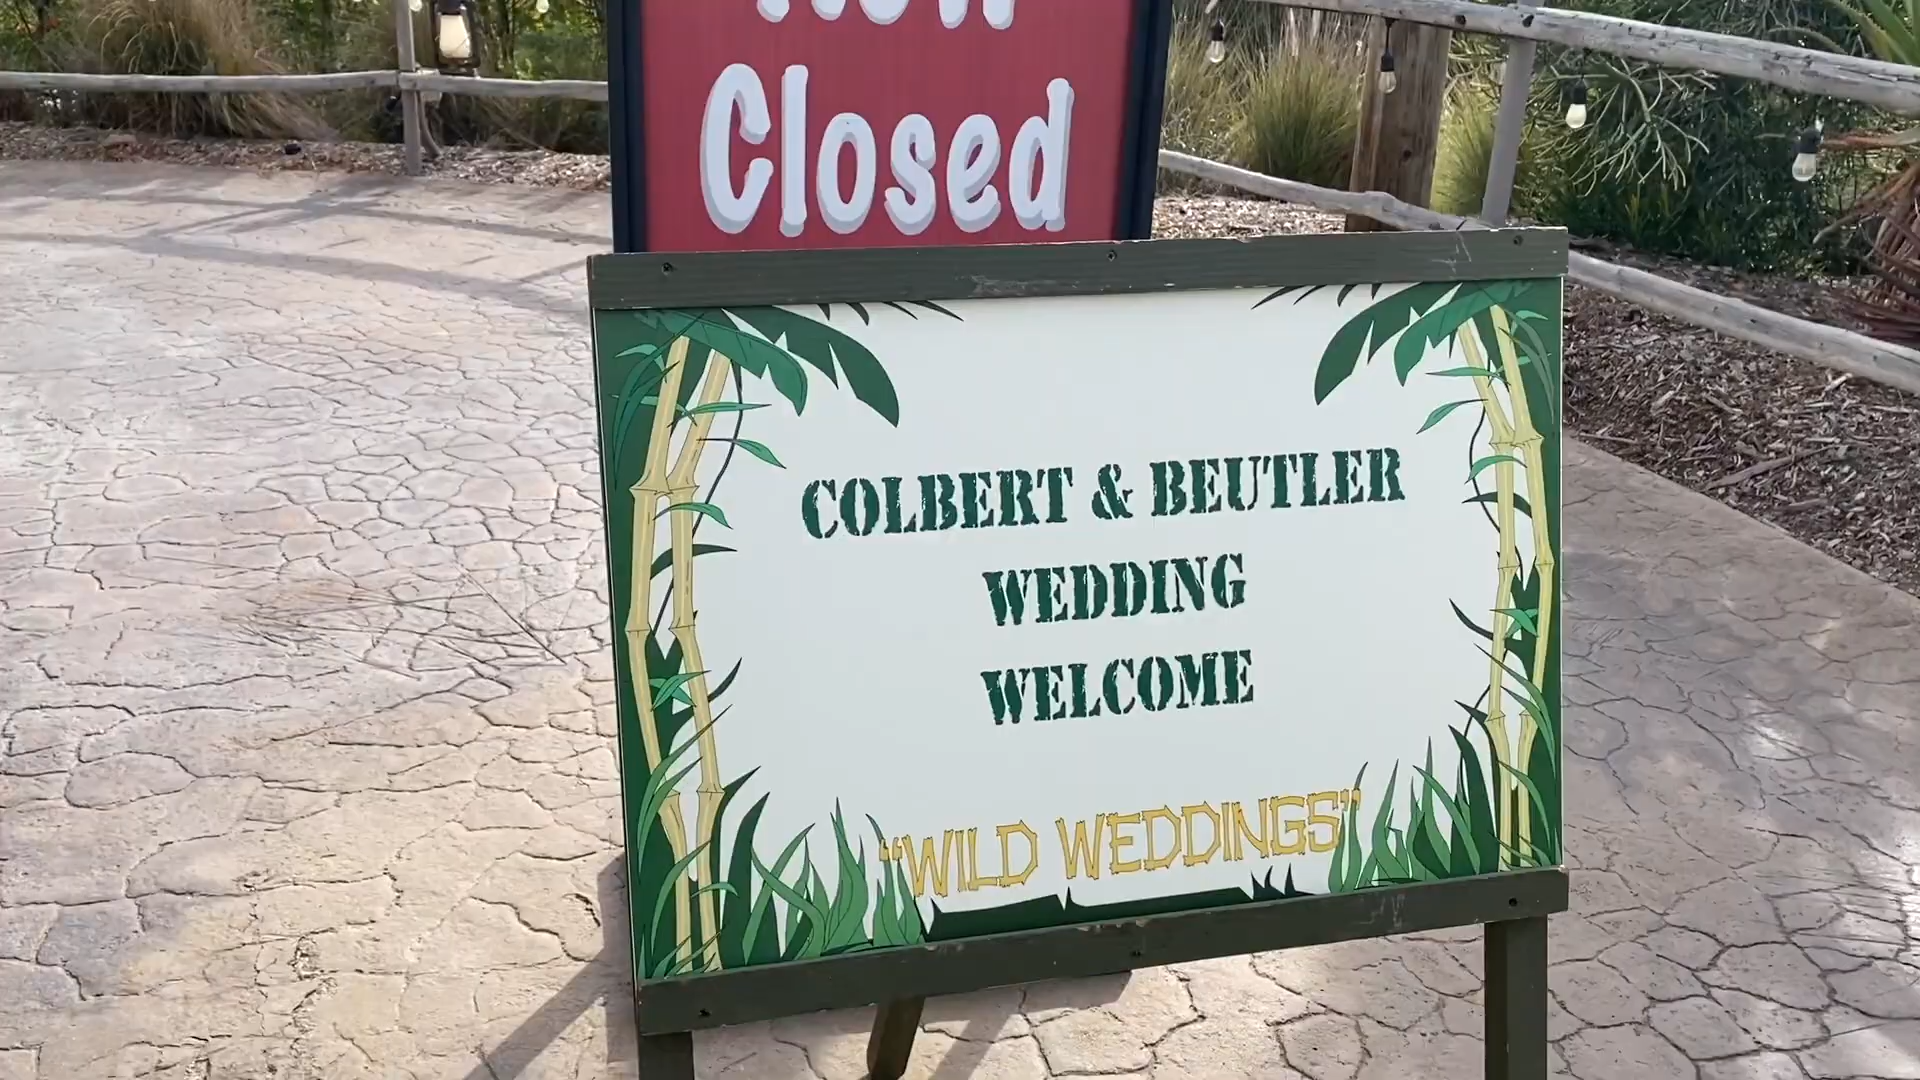 Closed
COLBERT & BEUTLER
WEDDING
WELCOME
"WILD WEDDINGS"